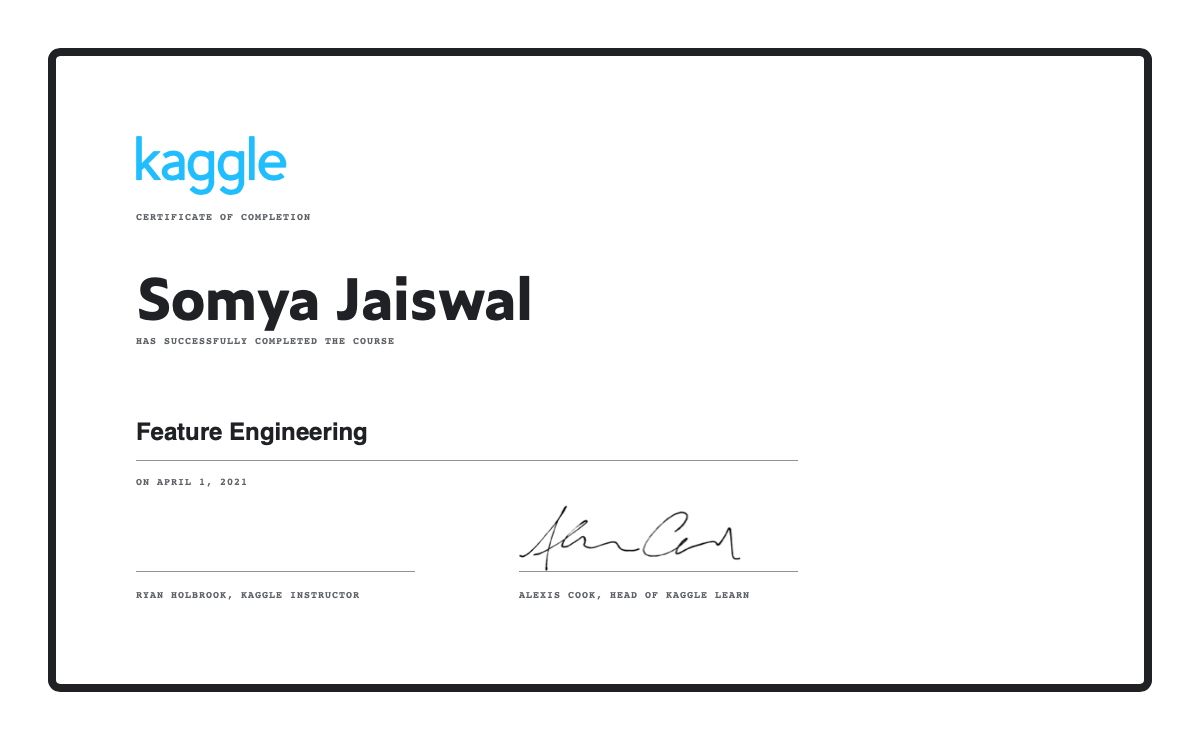 kaggle
CERTIFICATE OF COMPLETION
Somya Jaiswal
HAS SUCCESSFULLY COMPLETED THE COURSE
Feature Engineering
ON APRIL 1, 2021
RYAN HOLBROOK, KAGGLE INSTRUCTOR
ALEXIS COOK, HEAD OF KAGGLE LEARN